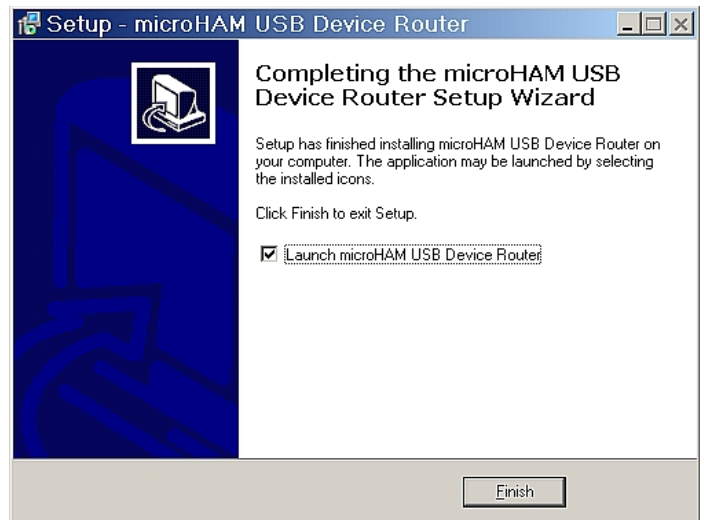 Setup - microHAM USB Device Router
Completing the microHAM USB
Device Router Setup Wizard
Setup has finished installing microHAM USB Device Router on
your computer. The application may be launched by selecting
the installed icons.
Click Finish to exit Setup.
Launch microHAM USB Device Router
Finish